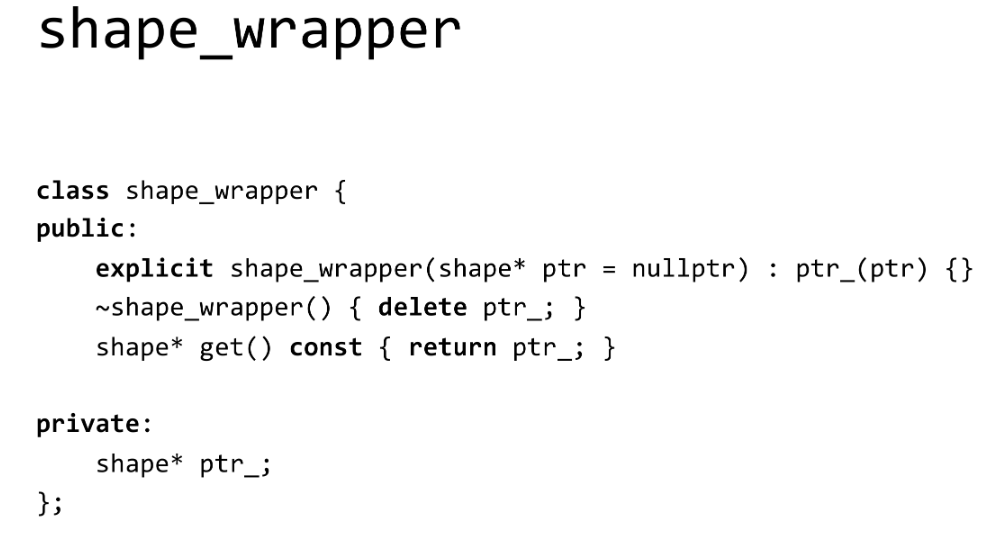 shape_wrapper
class shape_wrapper {
public:
    explicit shape_wrapper(shape* ptr = nullptr) : ptr_(ptr) {}
    ~shape_wrapper() { delete ptr_; }
    shape* get() const { return ptr_; }
private:
    shape* ptr_;
};